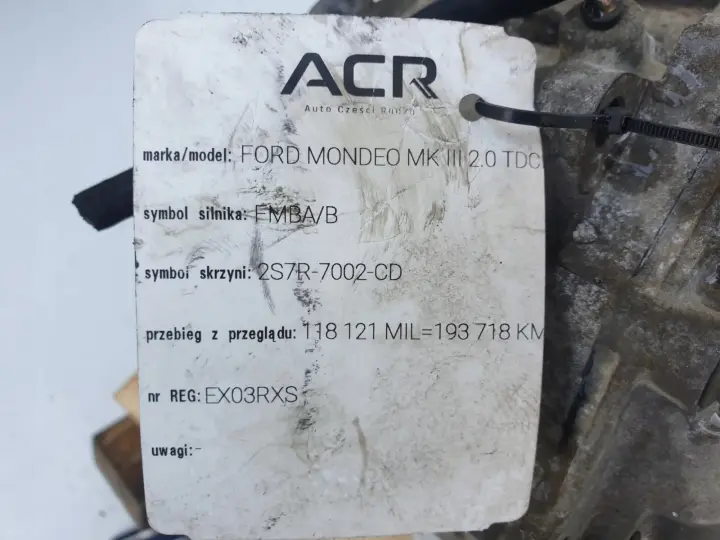 ACR
Auto Części Rudza
marka/model: FORD MONDEO MK III 2.0 TDC
symbol silnika: FMBA/B
symbol skrzyni: 2S7R-7002-CD
przebieg z przeglądu: 118 121 MIL=193 718 KM
nr REG: EX03RXS
uwagi:-